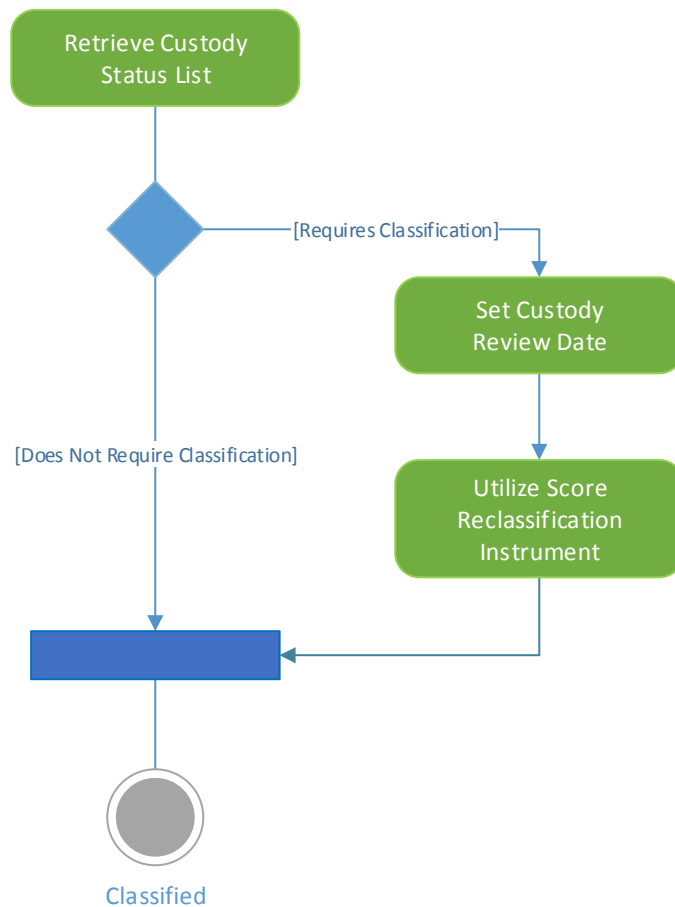 Retrieve Custody
Status List
[Requires Classification]
Set Custody
Review Date
[Does Not Require Classification]
Utilize Score
Reclassification
Instrument
Classified